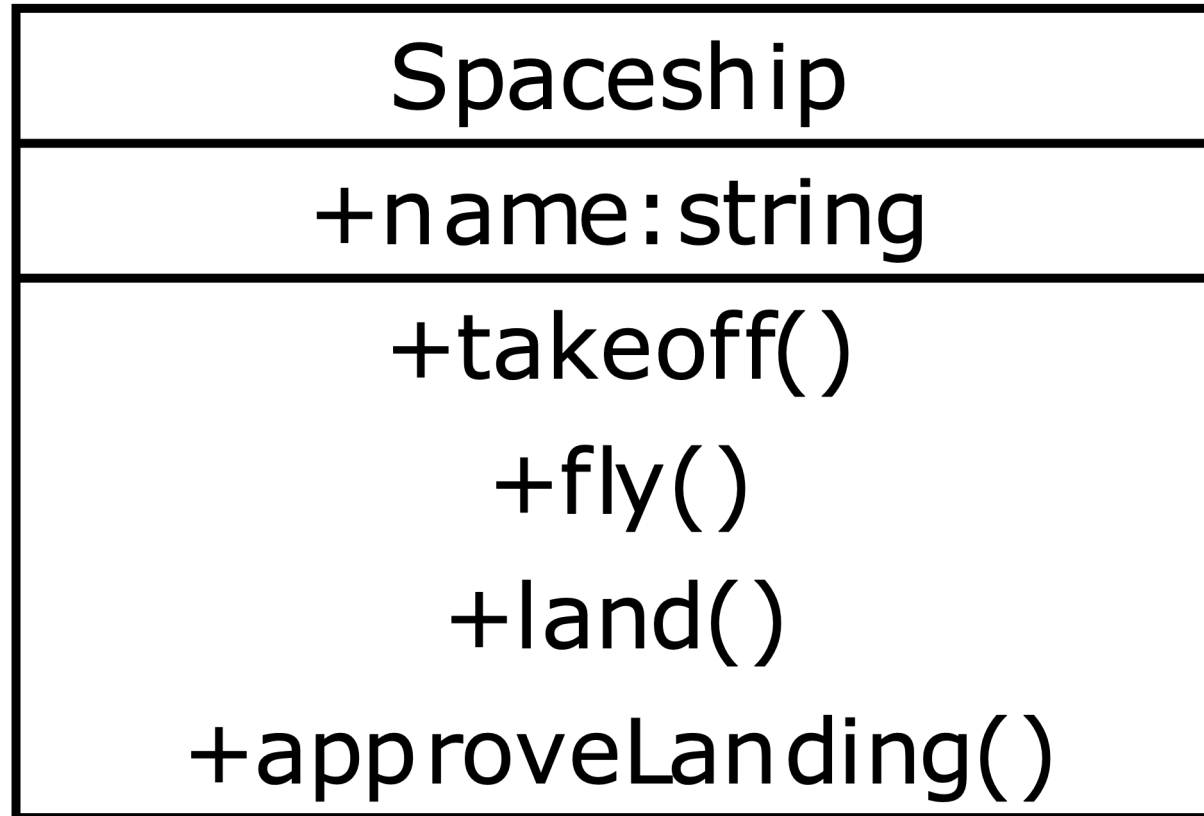 Spaceship
+name:string
+takeoff()
+fly()
+land()
+approveLanding()